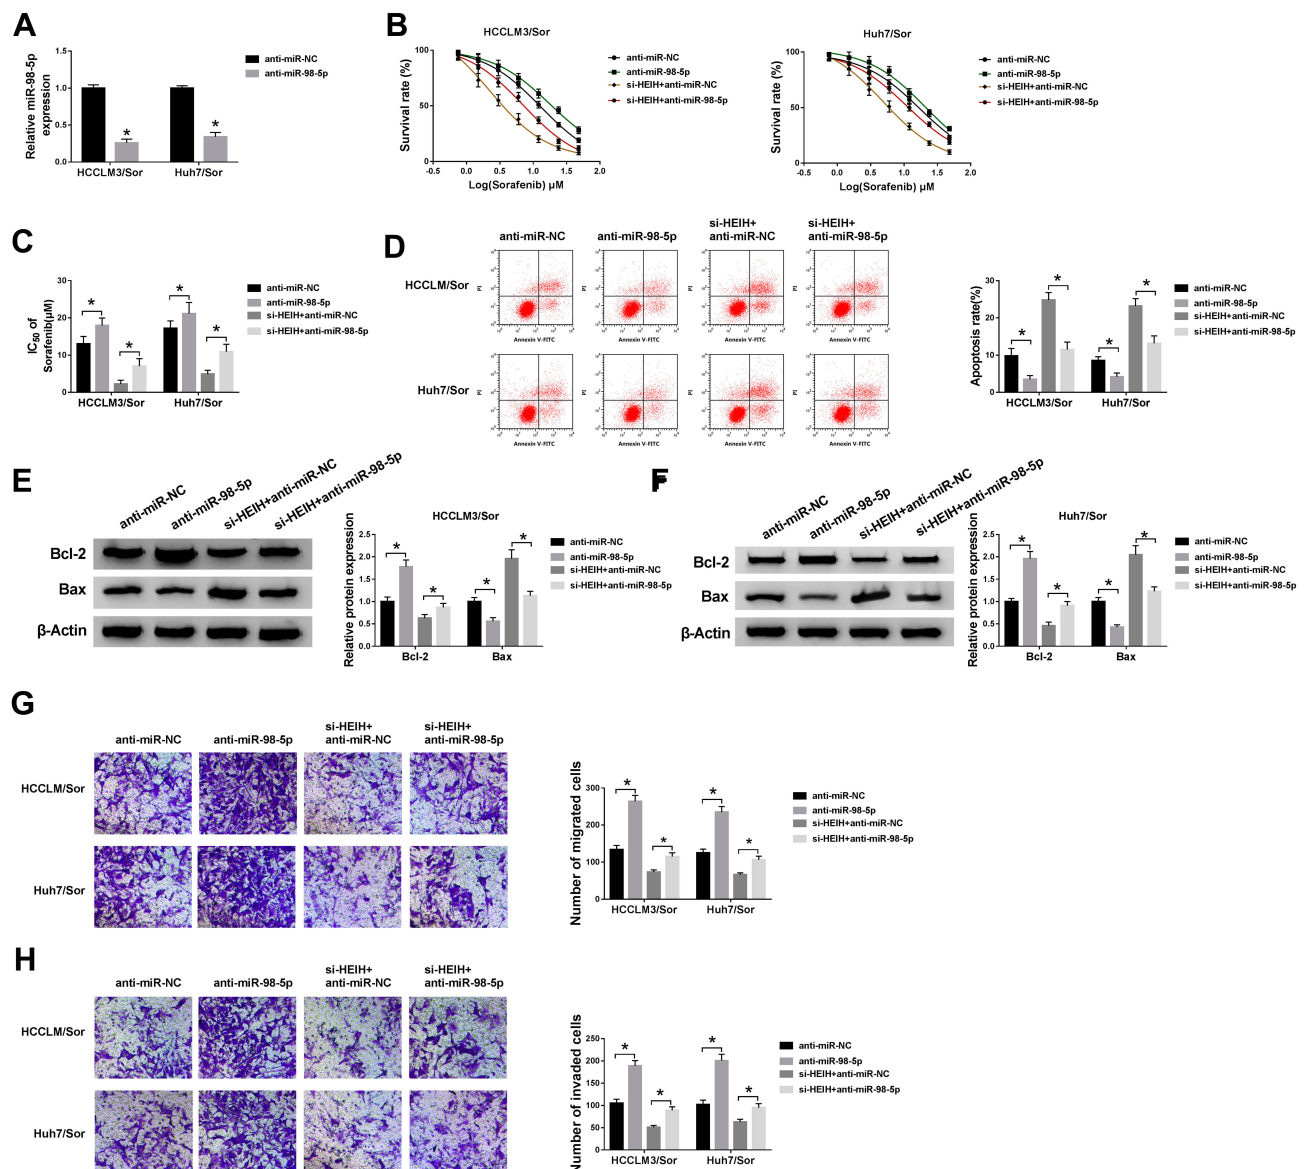 A
Relative miR-98-5p
expression
1.5
1.0
0.5
0.0
HCCLM3/Sor
Huh7/Sor
*
*
anti-miR-NC
anti-miR-98-5p
B
HCCLM3/Sor
Survival rate (%)
100
50
0
-0.5
0.0
0.5
1.0
1.5
2.0
Log(Sorafenib) μM
anti-miR-NC
anti-miR-98-5p
si-HEIH+anti-miR-NC
si-HEIH+anti-miR-98-5p
Huh7/Sor
Survival rate (%)
100
50
0
-0.5
0.0
0.5
1.0
1.5
2.0
Log(Sorafenib) μM
anti-miR-NC
anti-miR-98-5p
si-HEIH+anti-miR-NC
si-HEIH+anti-miR-98-5p
C
IC50 of
Sorafenib(μM)
30
20
10
0
*
*
*
*
HCCLM3/Sor
Huh7/Sor
anti-miR-NC
anti-miR-98-5p
si-HEIH+anti-miR-NC
si-HEIH+anti-miR-98-5p
D
anti-miR-NC
anti-miR-98-5p
si-HEIH+
anti-miR-NC
si-HEIH+
anti-miR-98-5p
HCCLM/Sor
PI
PI
PI
PI
Annexin V-FITC
Annexin V-FITC
Annexin V-FITC
Annexin V-FITC
Huh7/Sor
PI
PI
PI
PI
Annexin V-FITC
Annexin V-FITC
Annexin V-FITC
Annexin V-FITC
Apoptosis rate(%)
30
20
10
0
*
*
*
*
HCCLM3/Sor
Huh7/Sor
anti-miR-NC
anti-miR-98-5p
si-HEIH+anti-miR-NC
si-HEIH+anti-miR-98-5p
E
anti-miR-NC
anti-miR-98-5p
si-HEIH+anti-miR-NC
si-HEIH+anti-miR-98-5p
Bcl-2
Bax
β-Actin
HCCLM3/Sor
Relative protein expression
2.5
2.0
1.5
1.0
0.5
0.0
*
*
*
*
Bcl-2
Bax
anti-miR-NC
anti-miR-98-5p
si-HEIH+anti-miR-NC
si-HEIH+anti-miR-98-5p
F
anti-miR-NC
anti-miR-98-5p
si-HEIH+anti-miR-NC
si-HEIH+anti-miR-98-5p
Bcl-2
Bax
β-Actin
Huh7/Sor
Relative protein expression
2.5
2.0
1.5
1.0
0.5
0.0
*
*
*
*
Bcl-2
Bax
anti-miR-NC
anti-miR-98-5p
si-HEIH+anti-miR-NC
si-HEIH+anti-miR-98-5p
G
anti-miR-NC
anti-miR-98-5p
si-HEIH+
anti-miR-NC
si-HEIH+
anti-miR-98-5p
HCCLM/Sor
Huh7/Sor
Number of migrated cells
300
200
100
0
*
*
*
*
HCCLM3/Sor
Huh7/Sor
anti-miR-NC
anti-miR-98-5p
si-HEIH+anti-miR-NC
si-HEIH+anti-miR-98-5p
H
anti-miR-NC
anti-miR-98-5p
si-HEIH+
anti-miR-NC
si-HEIH+
anti-miR-98-5p
HCCLM/Sor
Huh7/Sor
Number of invaded cells
250
200
150
100
50
0
*
*
*
*
HCCLM3/Sor
Huh7/Sor
anti-miR-NC
anti-miR-98-5p
si-HEIH+anti-miR-NC
si-HEIH+anti-miR-98-5p